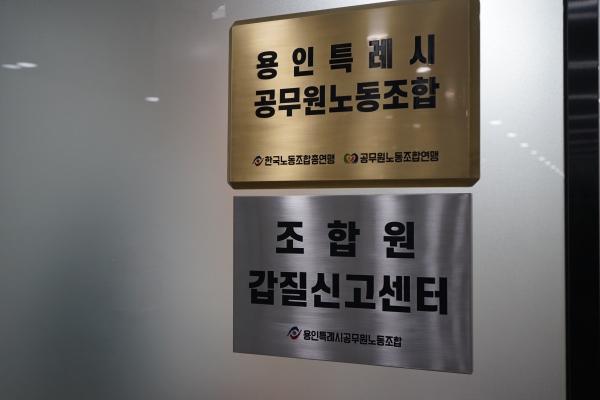 용인특례시
공무원노동조합
한국노동조합총연맹 공무원노동조합연맹
조합원
갑질신고센터
용인특례시공무원노동조합